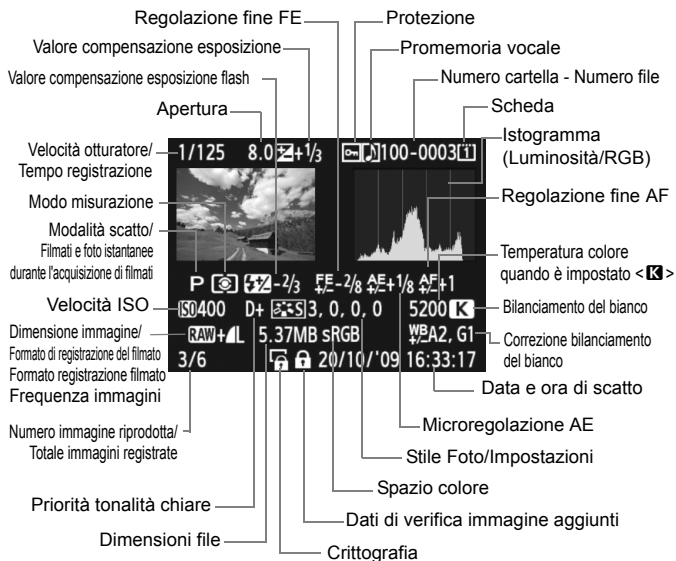 Regolazione fine FE
Protezione
Valore compensazione esposizione
Promemoria vocale
Valore compensazione esposizione flash
Numero cartella - Numero file
Apertura
Scheda
Velocità otturatore/
Tempo registrazione
1/125 8.0 +1/3 100-0003
Istogramma
(Luminosità/RGB)
Modo misurazione
Regolazione fine AF
Modalità scatto/
Filmati e foto istantanee
durante l'acquisizione di filmati
Temperatura colore
quando è impostato <K>
P -2/3 FE+/-2/8 AE+/-+1/8 AF+/-+1
Velocità ISO
ISO400 D+ S3, 0, 0, 0 5200 K
Bilanciamento del bianco
Dimensione immagine/
Formato di registrazione del filmato
Formato registrazione filmato
Frequenza immagini
RAW+L 5.37MB sRGB WB+/-A2, G1
Correzione bilanciamento
del bianco
3/6 20/10/'09 16:33:17
Data e ora di scatto
Numero immagine riprodotta/
Totale immagini registrate
Microregolazione AE
Stile Foto/Impostazioni
Spazio colore
Priorità tonalità chiare
Dati di verifica immagine aggiunti
Dimensioni file
Crittografia